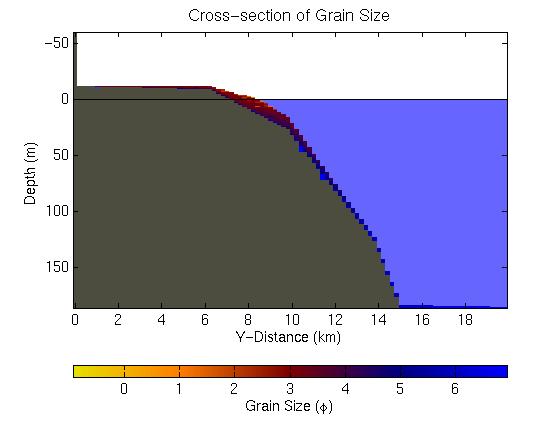 Cross-section of Grain Size
-50
0
50
100
150
Depth (m)
0 2 4 6 8 10 12 14 16 18
Y-Distance (km)
0 1 2 3 4 5 6
Grain Size (ϕ)